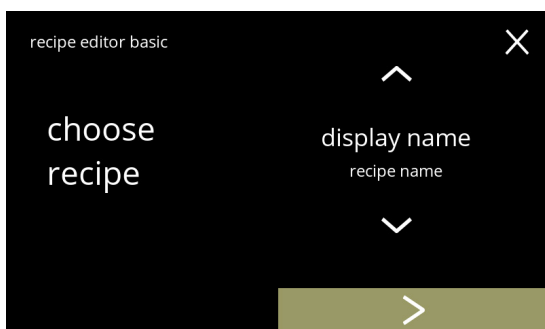 recipe editor basic
choose
recipe
display name
recipe name